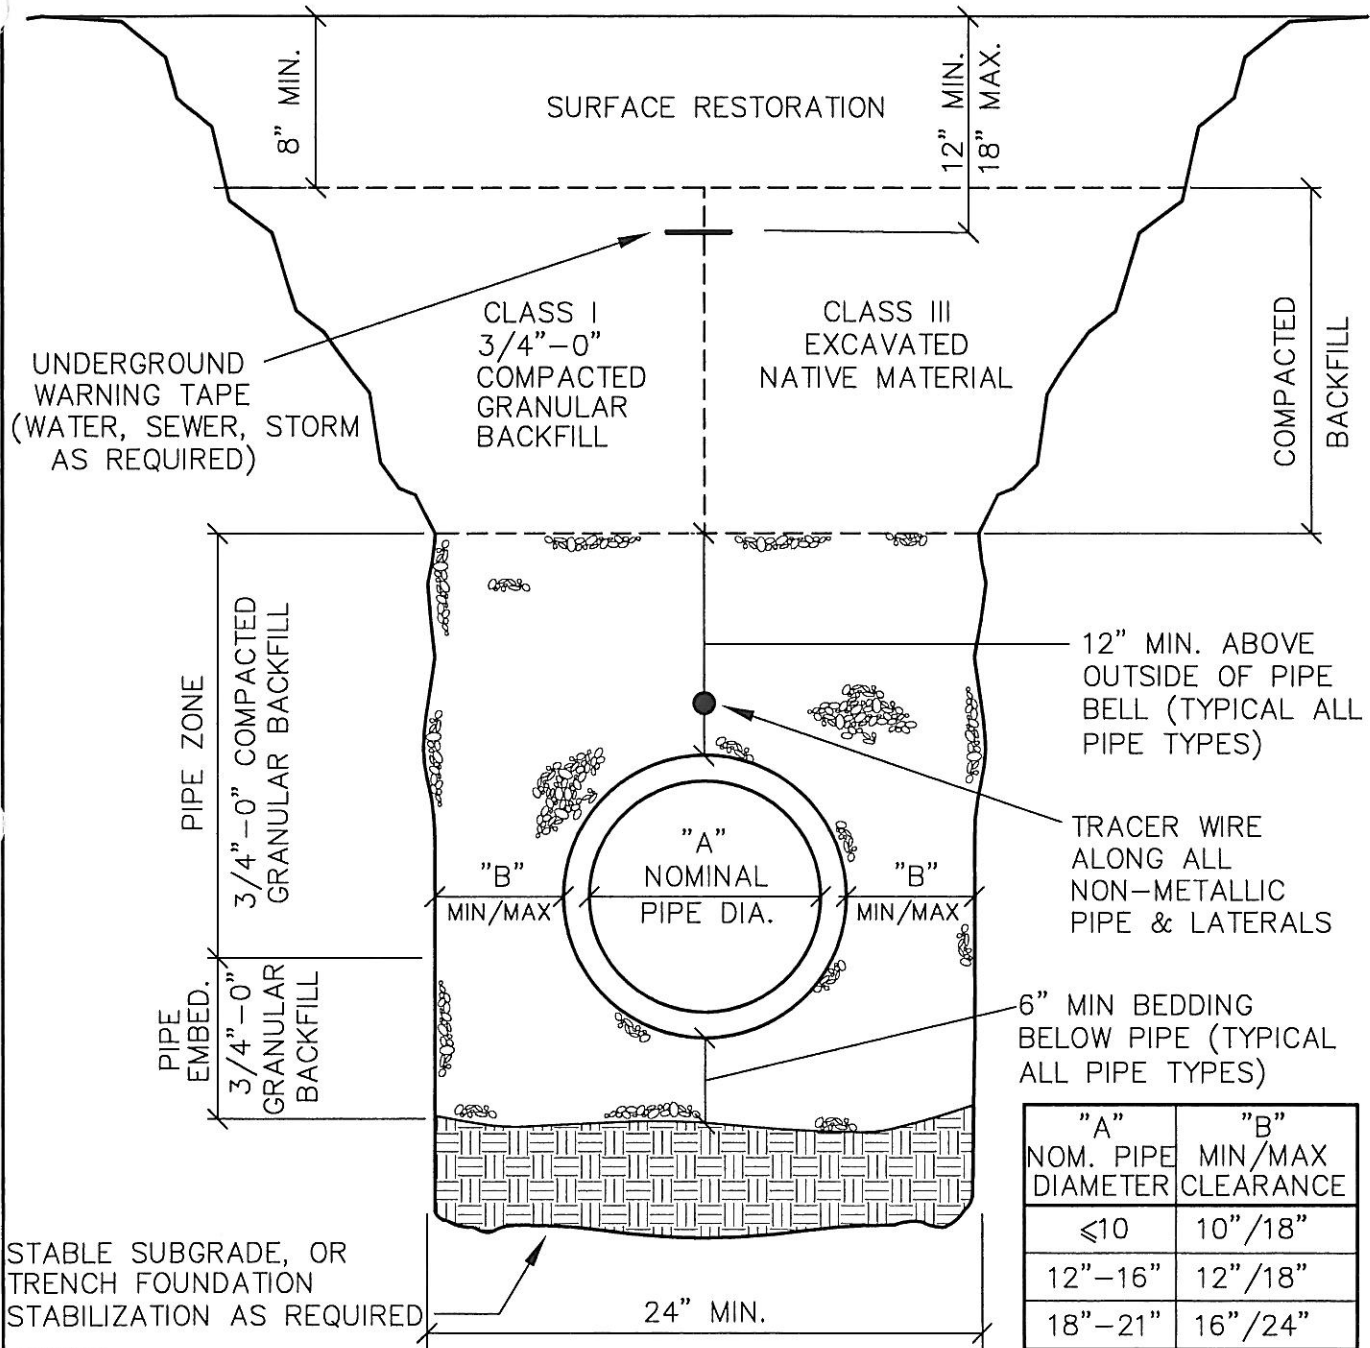 8" MIN.
SURFACE RESTORATION
12" MIN.
18" MAX.
UNDERGROUND
WARNING TAPE
(WATER, SEWER, STORM
AS REQUIRED)
CLASS I
3/4"-0"
COMPACTED
GRANULAR
BACKFILL
CLASS III
EXCAVATED
NATIVE MATERIAL
COMPACTED
BACKFILL
PIPE ZONE
3/4"-0" COMPACTED
GRANULAR BACKFILL
12" MIN. ABOVE
OUTSIDE OF PIPE
BELL (TYPICAL ALL
PIPE TYPES)
"B"
MIN/MAX
"A"
NOMINAL
PIPE DIA.
"B"
MIN/MAX
TRACER WIRE
ALONG ALL
NON-METALLIC
PIPE & LATERALS
PIPE
EMBED.
3/4"-0"
GRANULAR
BACKFILL
6" MIN BEDDING
BELOW PIPE (TYPICAL
ALL PIPE TYPES)
STABLE SUBGRADE, OR
TRENCH FOUNDATION
STABILIZATION AS REQUIRED
24" MIN.
"A" "B"
NOM. PIPE MIN/MAX
DIAMETER CLEARANCE
⩽10 10"/18"
12"-16" 12"/18"
18"-21" 16"/24"